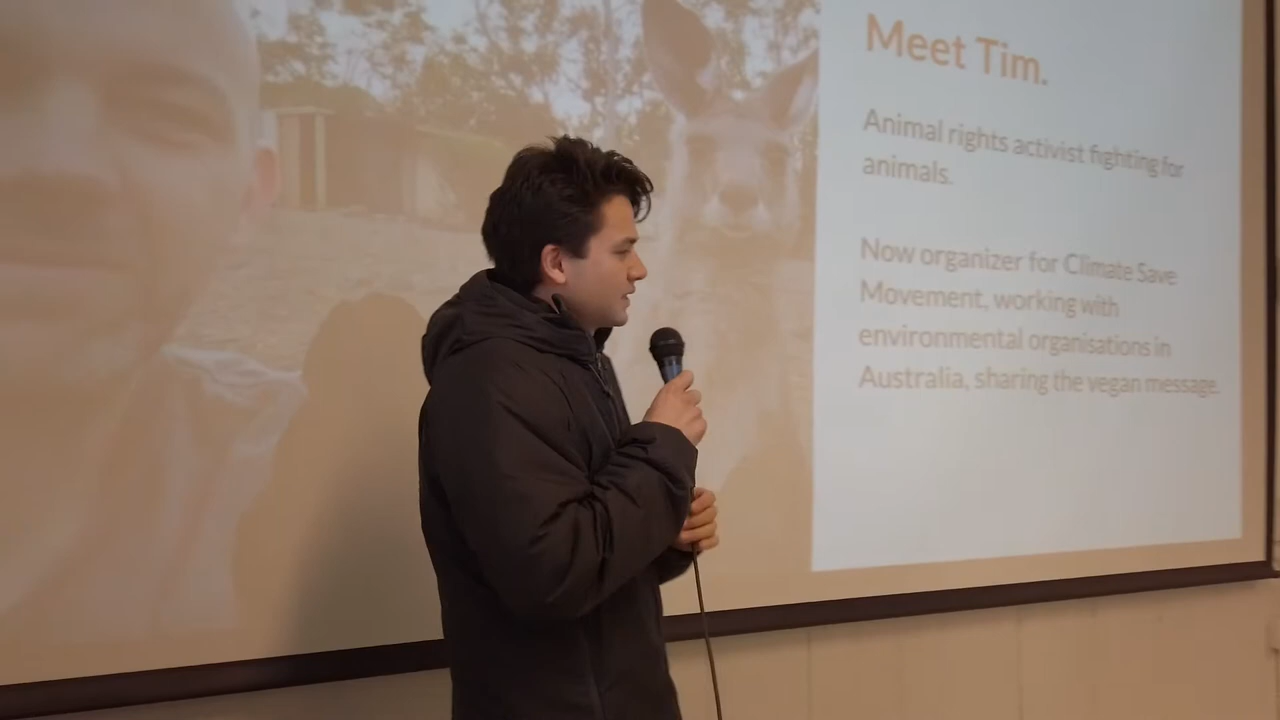 Meet Tim.
Animal rights activist fighting for
animals.
Now organizer for Climate Save
Movement, working with
environmental organisations in
Australia, sharing the vegan message.